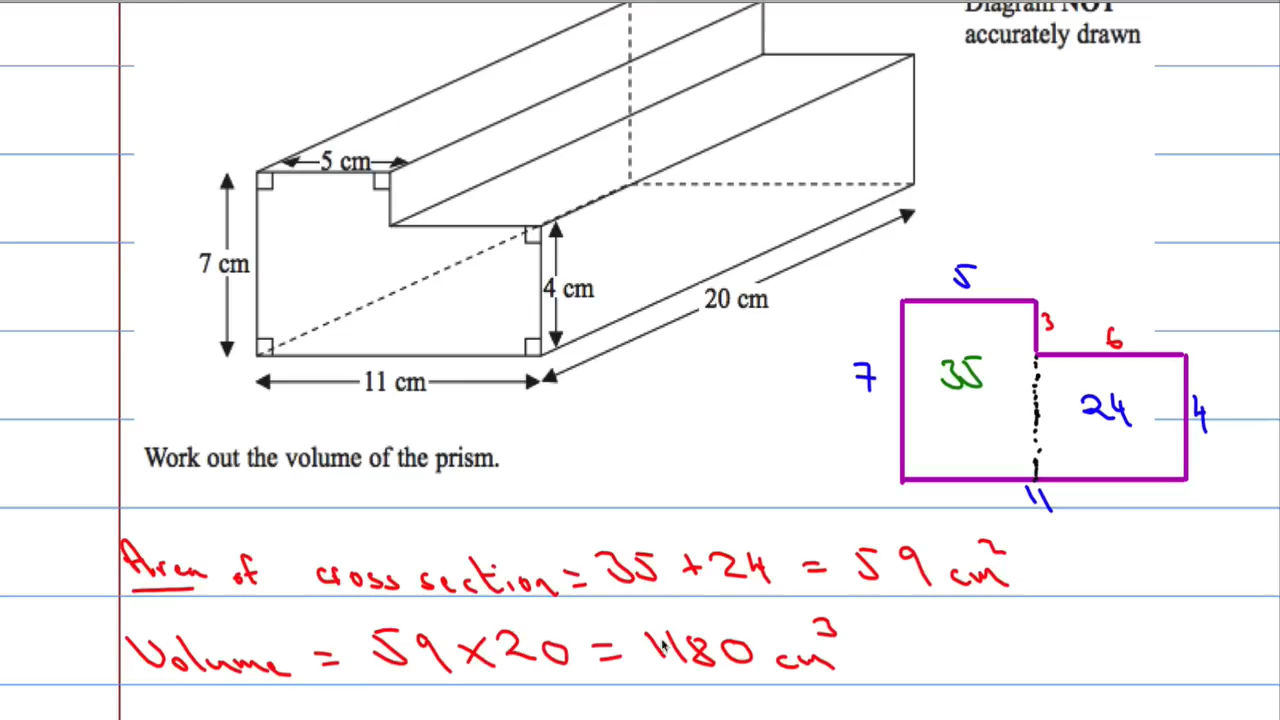 Diagram NOT
accurately drawn
5 cm
7 cm
4 cm
20 cm
11 cm
5
3
6
7
35
24
4
11
Work out the volume of the prism.
Area of cross section = 35 + 24 = 59 cm²
Volume = 59 × 20 = 1180 cm³